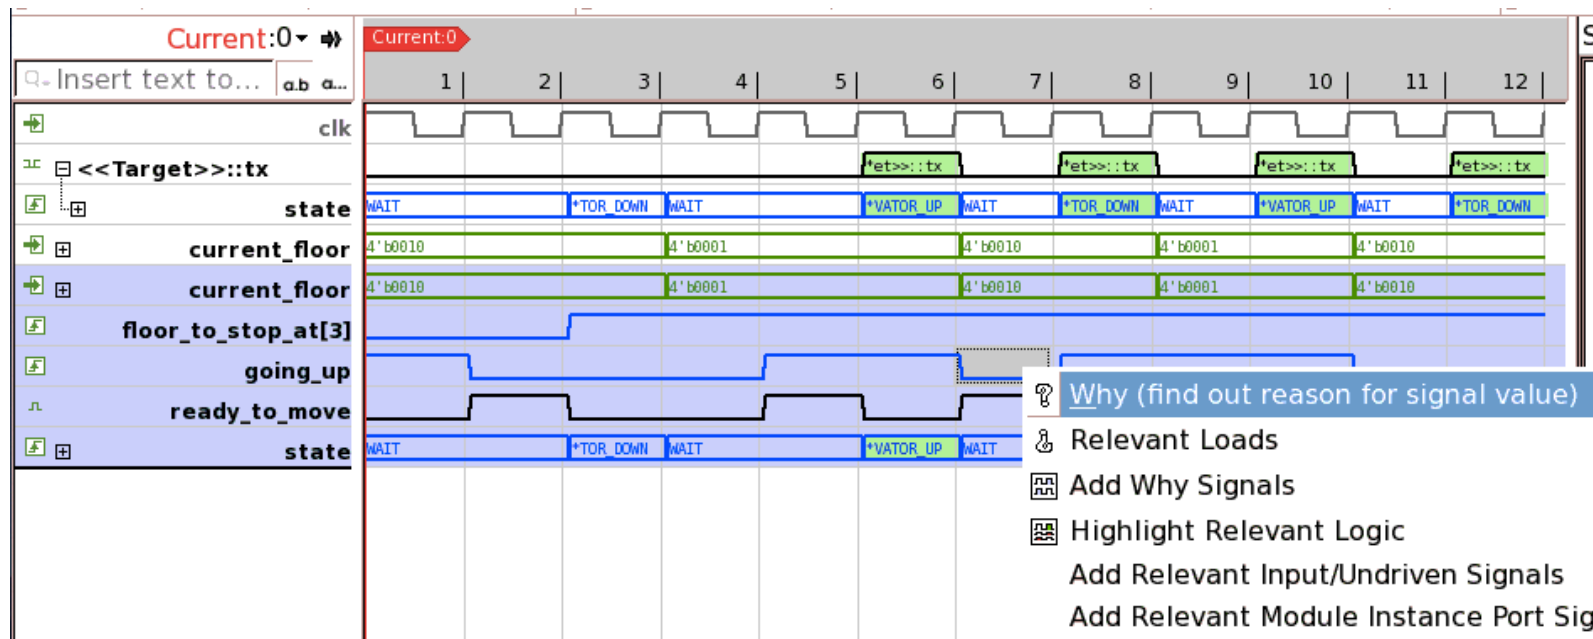 Current:0 Current:0
Insert text to... a.b a...
1 2 3 4 5 6 7 8 9 10 11 12
clk
<<Target>>::tx *et>>::tx *et>>::tx *et>>::tx *et>>::tx
state WAIT *TOR_DOWN WAIT *VATOR_UP WAIT *TOR_DOWN WAIT *VATOR_UP WAIT *TOR_DOWN
current_floor 4'b0010 4'b0001 4'b0010 4'b0001 4'b0010
current_floor 4'b0010 4'b0001 4'b0010 4'b0001 4'b0010
floor_to_stop_at[3]
going_up
ready_to_move
state WAIT *TOR_DOWN WAIT *VATOR_UP WAIT
Why (find out reason for signal value)
Relevant Loads
Add Why Signals
Highlight Relevant Logic
Add Relevant Input/Undriven Signals
Add Relevant Module Instance Port Sig